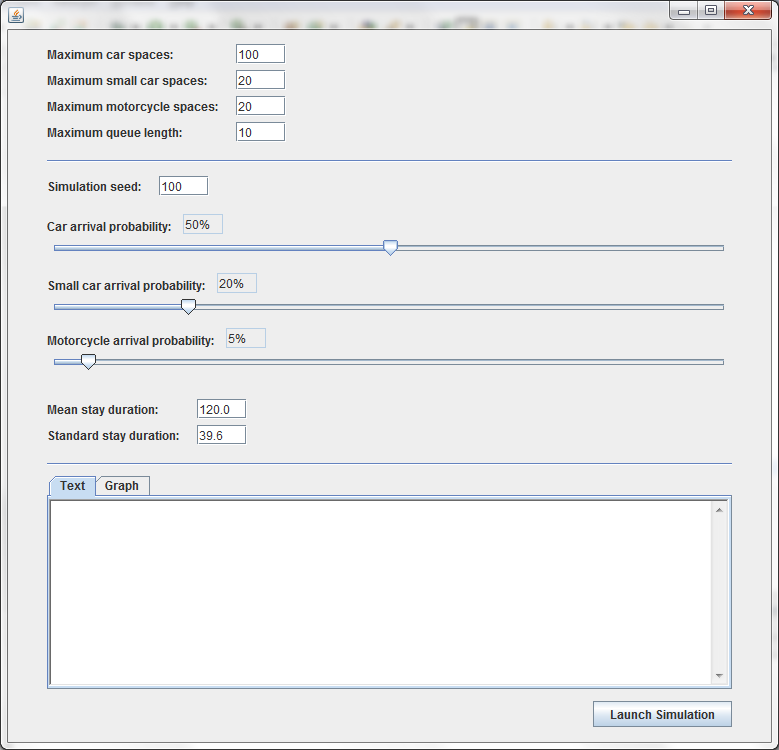 Maximum car spaces: 100
Maximum small car spaces: 20
Maximum motorcycle spaces: 20
Maximum queue length: 10
Simulation seed: 100
Car arrival probability: 50%
Small car arrival probability: 20%
Motorcycle arrival probability: 5%
Mean stay duration: 120.0
Standard stay duration: 39.6
Text Graph
Launch Simulation